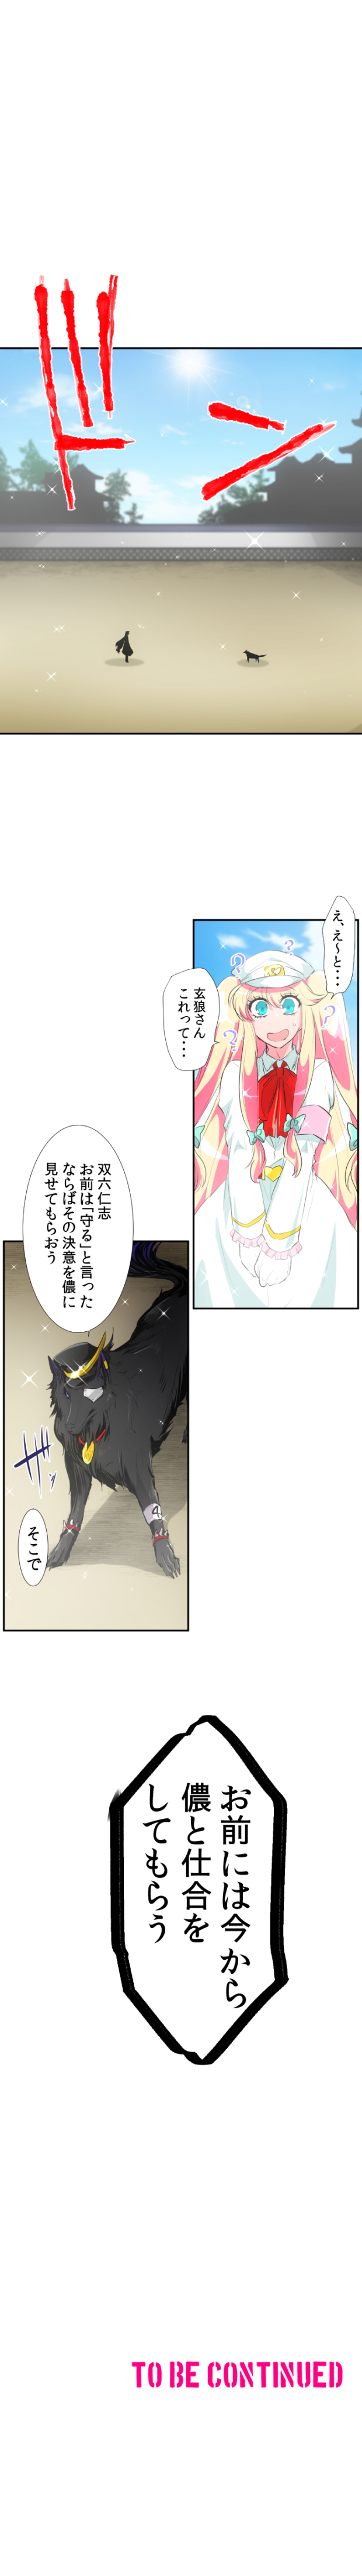 ドン
え、え～と・・・
玄狼さん
これって・・・
?
?
?
?
双六仁志
お前は「守る」と言った
ならばその決意を儂に
見せてもらおう
ザッ
4
そこで
お前には今から
儂と仕合を
してもらう
TO BE CONTINUED